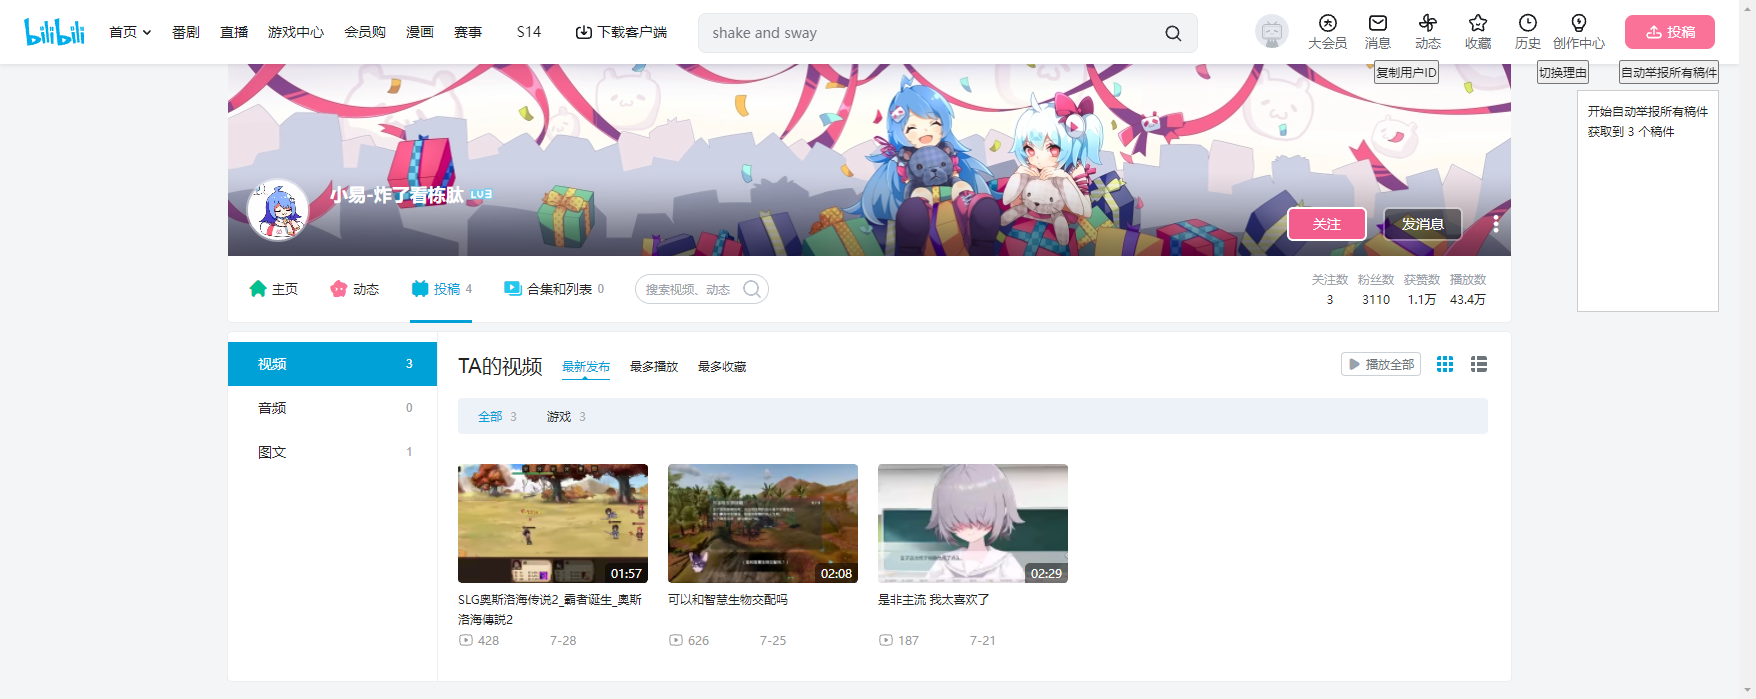 bilibili
首页
番剧
直播
游戏中心
会员购
漫画
赛事
S14
下载客户端
shake and sway
大会员
消息
动态
收藏
历史
创作中心
投稿
复制用户ID
切换理由
自动举报所有稿件
开始自动举报所有稿件
获取到 3 个稿件
小易-炸了看栋肽 LV3
关注
发消息
主页
动态
投稿 4
合集和列表 0
搜索视频、动态
关注数
3
粉丝数
3110
获赞数
1.1万
播放数
43.4万
视频 3
音频 0
图文 1
TA的视频
最新发布
最多播放
最多收藏
播放全部
全部 3
游戏 3
01:57
SLG奥斯洛海传说2_霸者诞生_奥斯
洛海傳説2
428
7-28
02:08
可以和智慧生物交配吗
626
7-25
02:29
是非主流 我太喜欢了
187
7-21